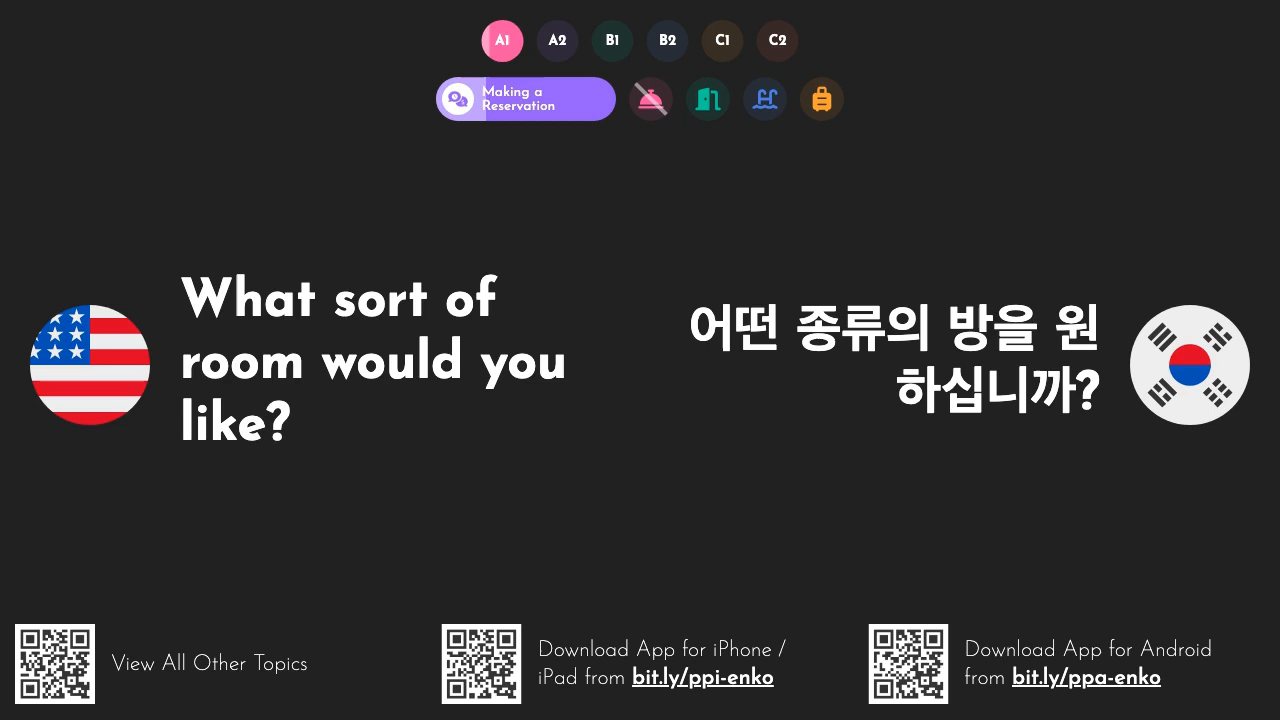 A1 A2 B1 B2 C1 C2
Making a
Reservation
What sort of
room would you
like?
어떤 종류의 방을 원
하십니까?
View All Other Topics
Download App for iPhone /
iPad from bit.ly/ppi-enko
Download App for Android
from bit.ly/ppa-enko